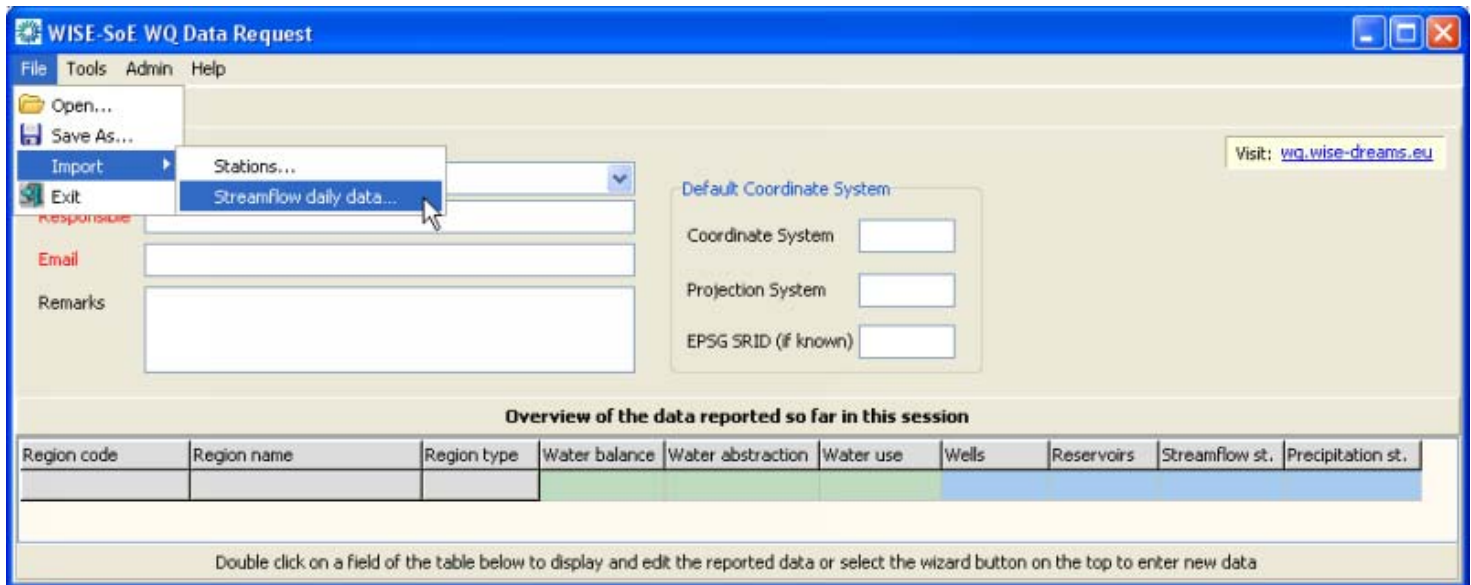 WISE-SoE WQ Data Request
File Tools Admin Help
Open...
Save As...
Import
Exit
Stations...
Streamflow daily data...
Visit: wq.wise-dreams.eu
Responsible
Email
Remarks
Default Coordinate System
Coordinate System
Projection System
EPSG SRID (if known)
Overview of the data reported so far in this session
Region code Region name Region type Water balance Water abstraction Water use Wells Reservoirs Streamflow st. Precipitation st.
Double click on a field of the table below to display and edit the reported data or select the wizard button on the top to enter new data